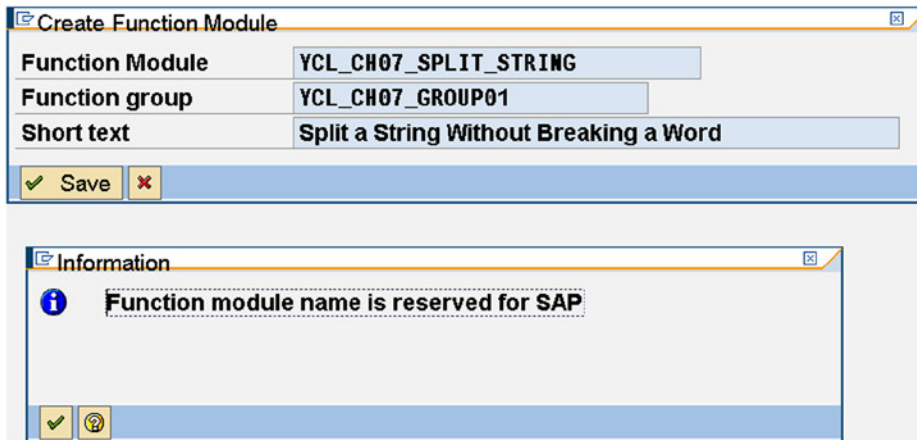 Create Function Module
Function Module YCL_CH07_SPLIT_STRING
Function group YCL_CH07_GROUP01
Short text Split a String Without Breaking a Word
Save
Information
Function module name is reserved for SAP